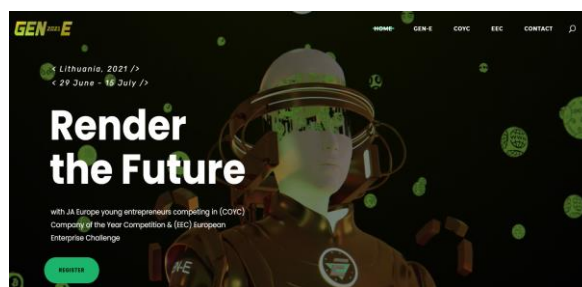 GEN 2021 E
HOME GEN-E COYC EEC CONTACT
< Lithuania, 2021 />
< 29 June - 15 July />
Render
the Future
with JA Europe young entrepreneurs competing in (COYC)
Company of the Year Competition & (EEC) European
Enterprise Challenge
REGISTER
N-E